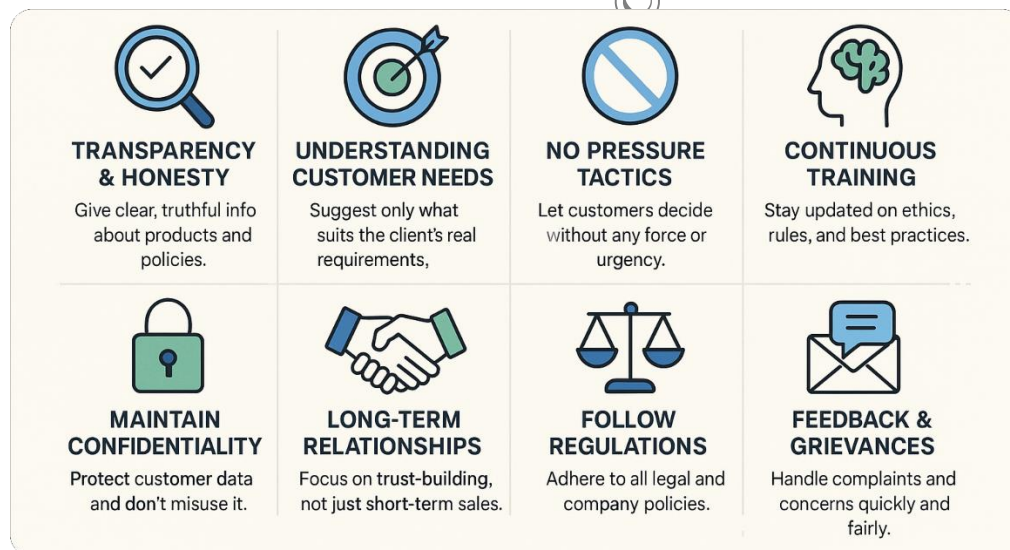 TRANSPARENCY
& HONESTY
Give clear, truthful info
about products and
policies.
UNDERSTANDING
CUSTOMER NEEDS
Suggest only what
suits the client's real
requirements,
NO PRESSURE
TACTICS
Let customers decide
without any force or
urgency.
CONTINUOUS
TRAINING
Stay updated on ethics,
rules, and best practices.
MAINTAIN
CONFIDENTIALITY
Protect customer data
and don't misuse it.
LONG-TERM
RELATIONSHIPS
Focus on trust-building,
not just short-term sales.
FOLLOW
REGULATIONS
Adhere to all legal and
company policies.
FEEDBACK &
GRIEVANCES
Handle complaints and
concerns quickly and
fairly.